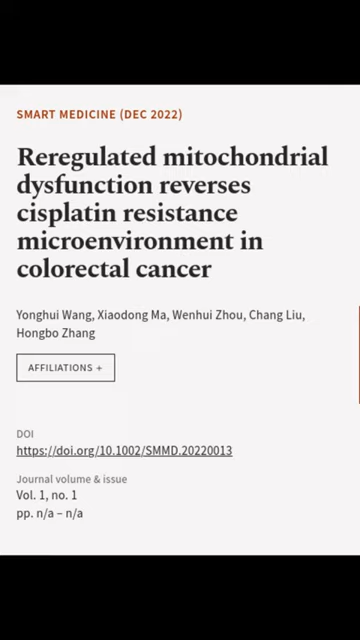 SMART MEDICINE (DEC 2022)
Reregulated mitochondrial
dysfunction reverses
cisplatin resistance
microenvironment in
colorectal cancer
Yonghui Wang, Xiaodong Ma, Wenhui Zhou, Chang Liu,
Hongbo Zhang
AFFILIATIONS +
DOI
https://doi.org/10.1002/SMMD.20220013
Journal volume & issue
Vol. 1, no. 1
pp. n/a – n/a